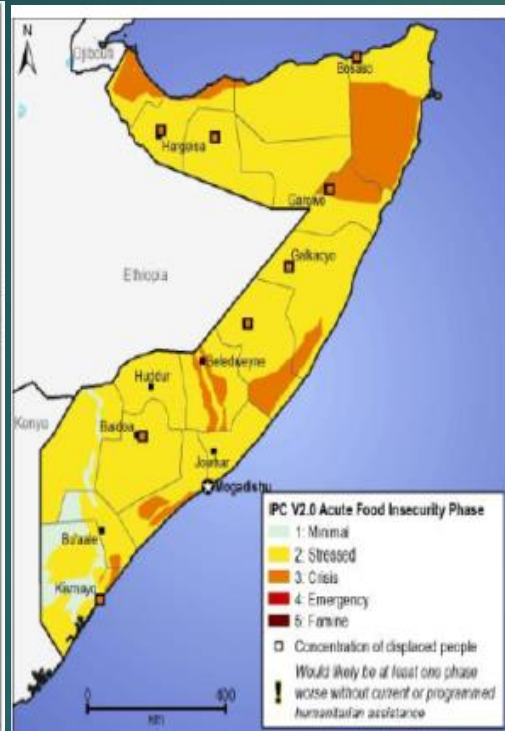 N
Djibouti
Bosaso
Hargeisa
Garowe
Galkacyo
Ethiopia
Beledweyne
Huddur
Kenya
Baidoa
Jowhar
Mogadishu
Bu'aale
Kismayo
IPC V2.0 Acute Food Insecurity Phase
1: Minimal
2: Stressed
3: Crisis
4: Emergency
5: Famine
Concentration of displaced people
Would likely be at least one phase
worse without current or programmed
humanitarian assistance
!
0 400
km